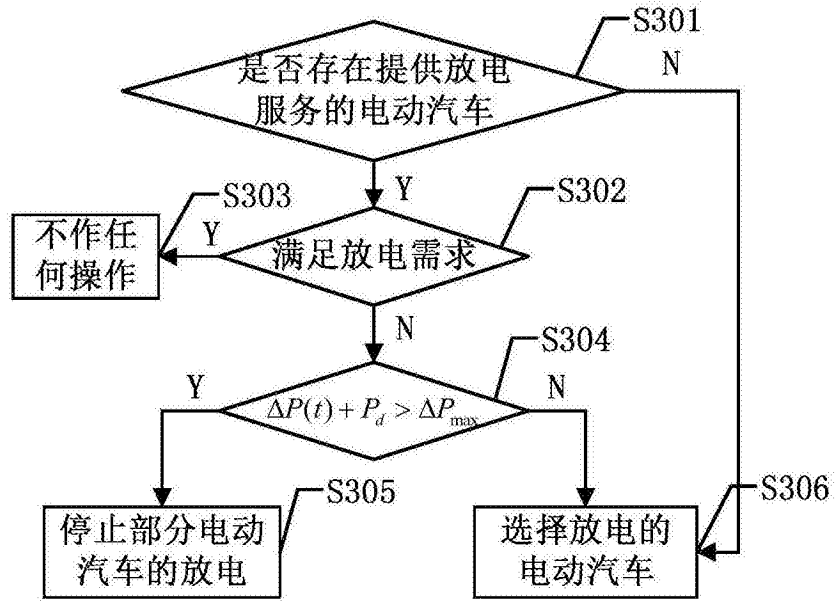 S301
是否存在提供放电
服务的电动汽车
N
Y
S302
S303
满足放电需求
Y
不作任
何操作
N
S304
ΔP(t) + P_d > ΔP_max
Y
N
S305
停止部分电动
汽车的放电
S306
选择放电的
电动汽车